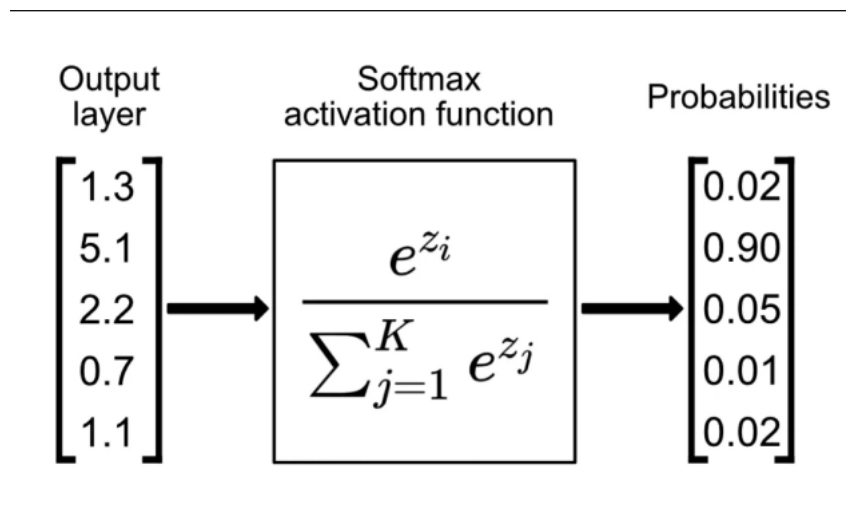 Output
layer
Softmax
activation function
Probabilities
1.3
5.1
2.2
0.7
1.1
e^{z_i}
∑_{j=1}^{K} e^{z_j}
0.02
0.90
0.05
0.01
0.02